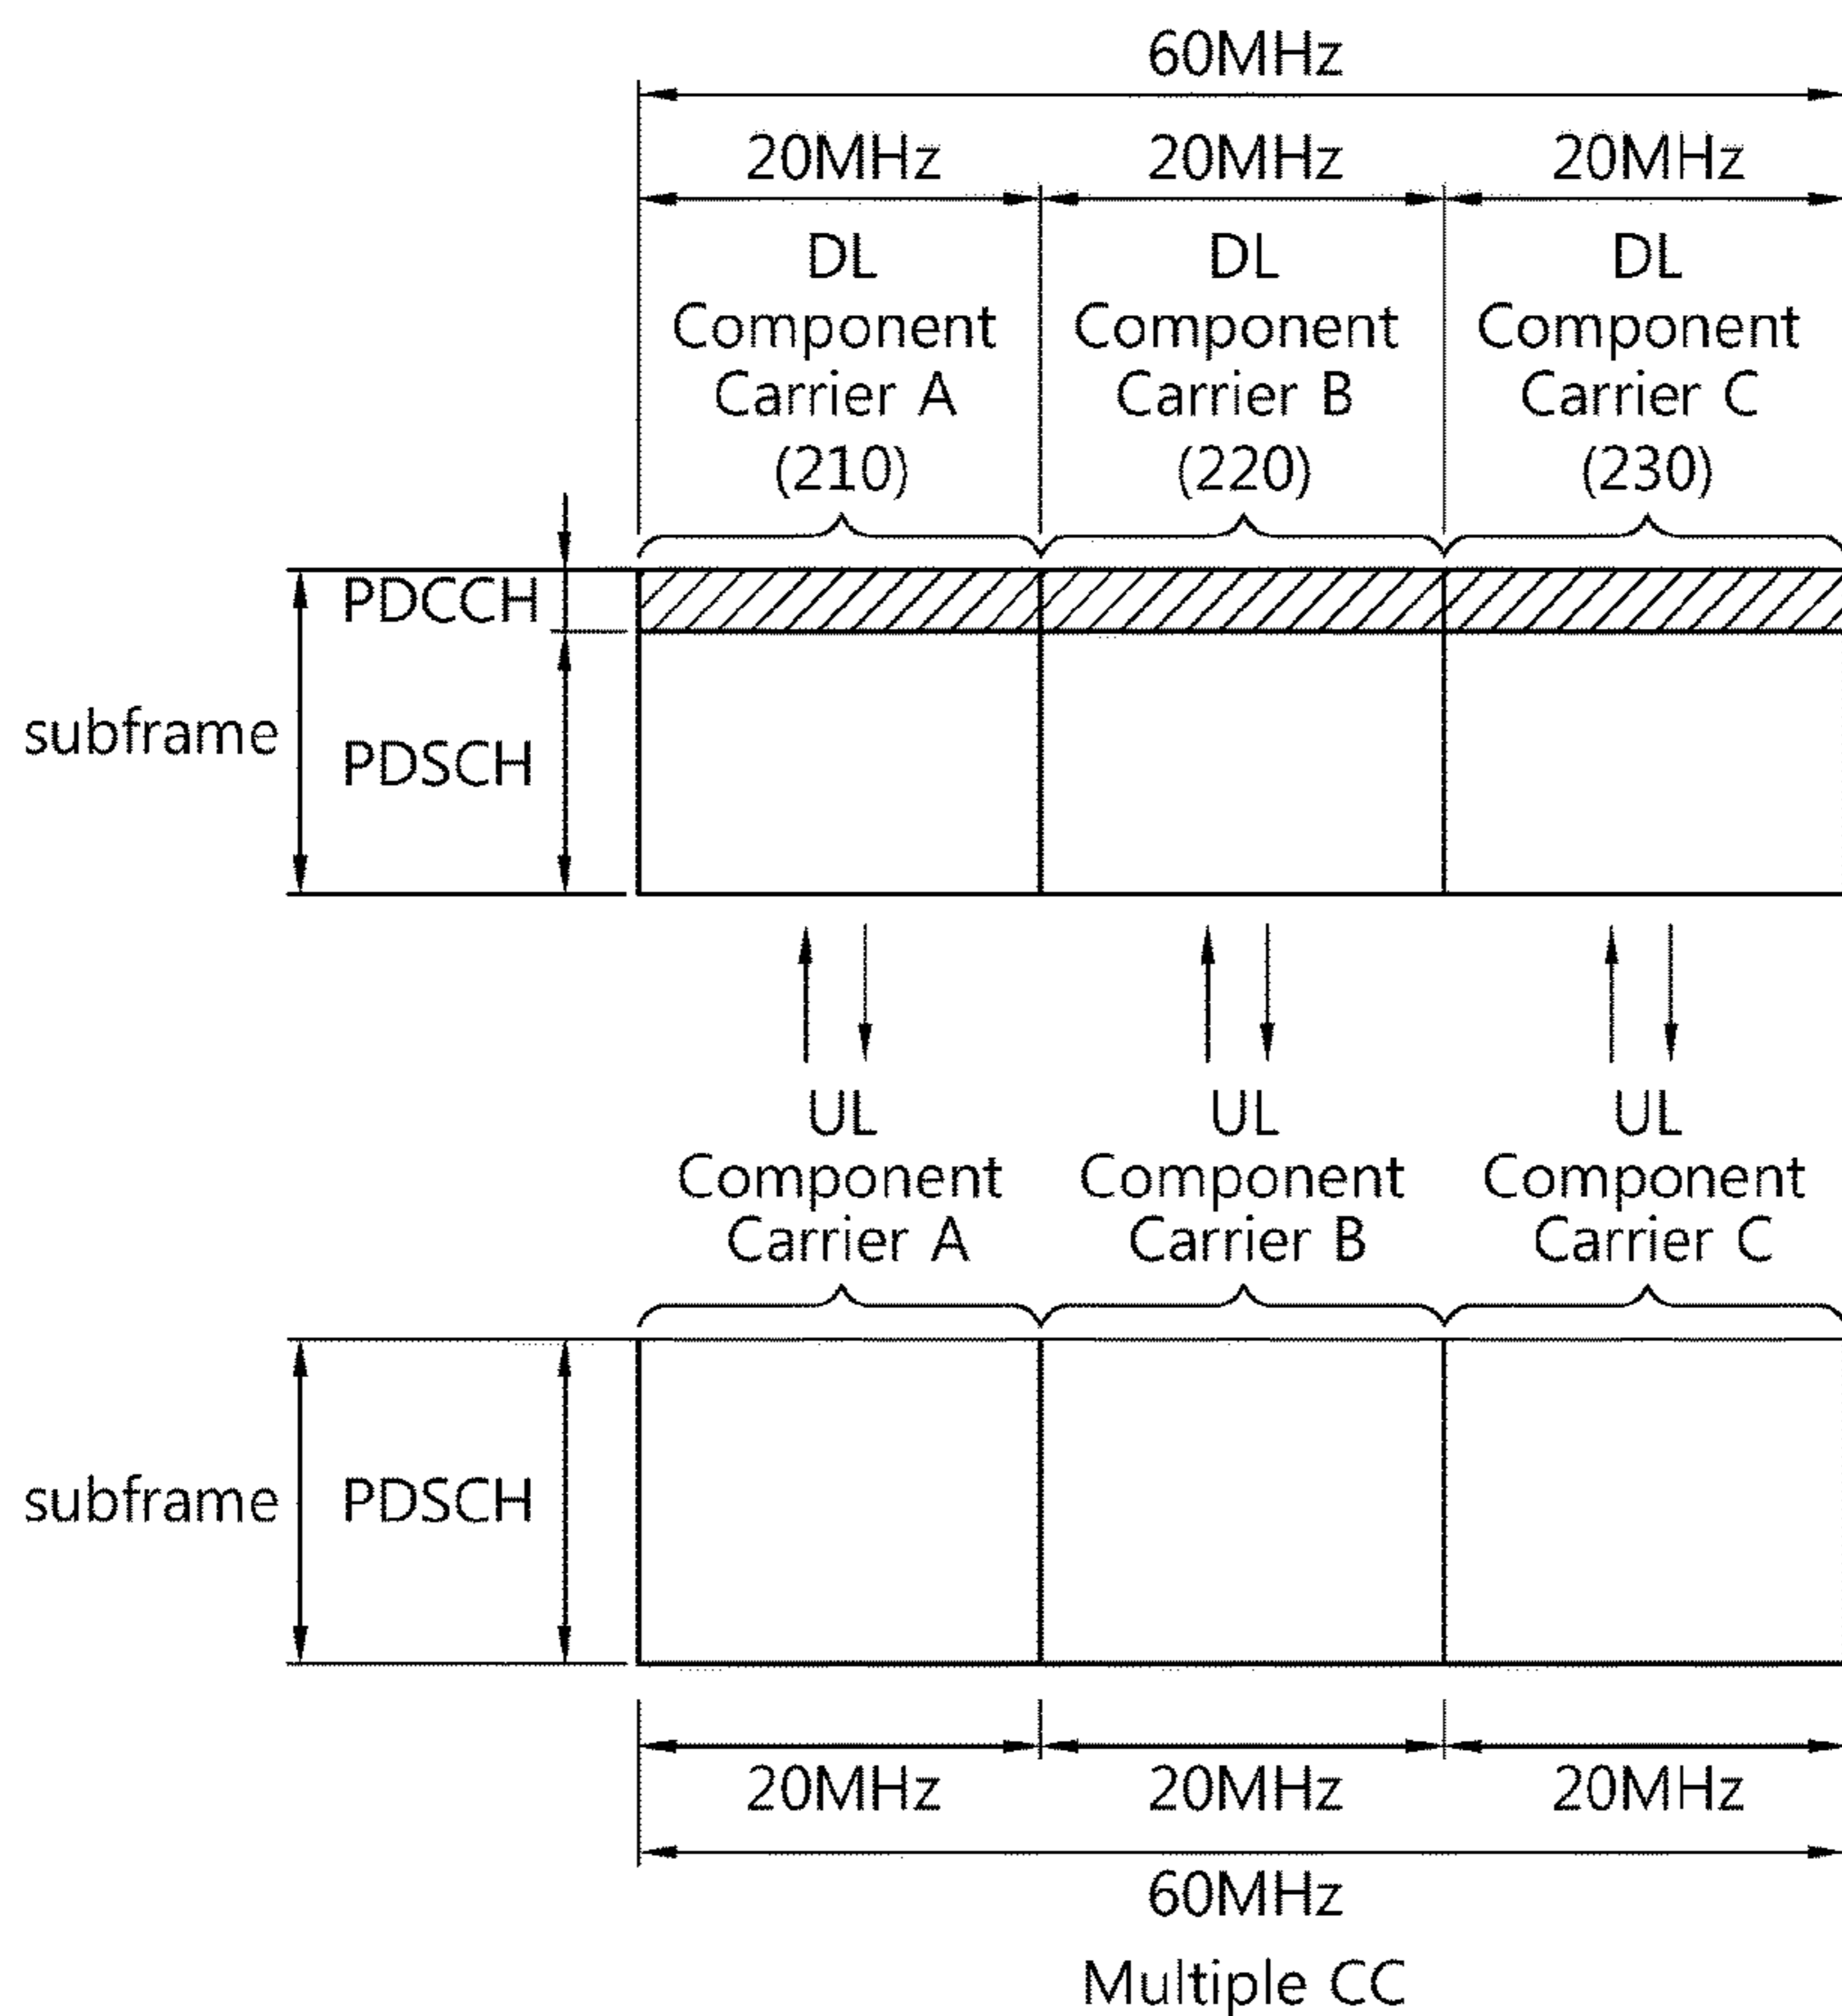 60MHz
20MHz 20MHz 20MHz
DL DL DL
Component Component Component
Carrier A Carrier B Carrier C
(210) (220) (230)
PDCCH
subframe PDSCH
UL UL UL
Component Component Component
Carrier A Carrier B Carrier C
subframe PDSCH
20MHz 20MHz 20MHz
60MHz
Multiple CC